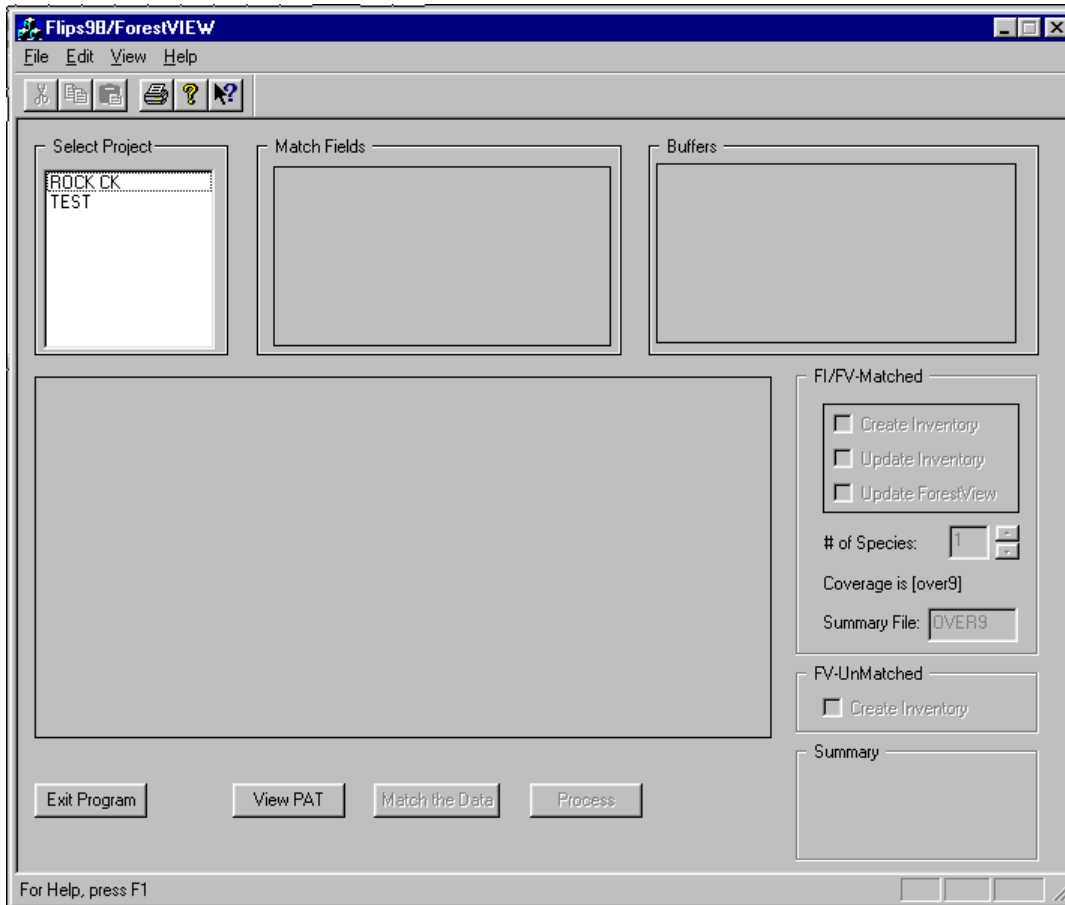 Flips98/ForestVIEW
File Edit View Help
Select Project
ROCK CK
TEST
Match Fields
Buffers
FI/FV-Matched
Create Inventory
Update Inventory
Update ForestView
# of Species: 1
Coverage is [over9]
Summary File: OVER9
FV-UnMatched
Create Inventory
Summary
Exit Program
View PAT
Match the Data
Process
For Help, press F1